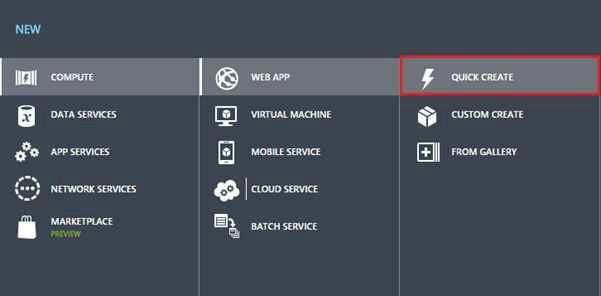 NEW
COMPUTE
DATA SERVICES
APP SERVICES
NETWORK SERVICES
MARKETPLACE
PREVIEW
WEB APP
VIRTUAL MACHINE
MOBILE SERVICE
CLOUD SERVICE
BATCH SERVICE
QUICK CREATE
CUSTOM CREATE
FROM GALLERY